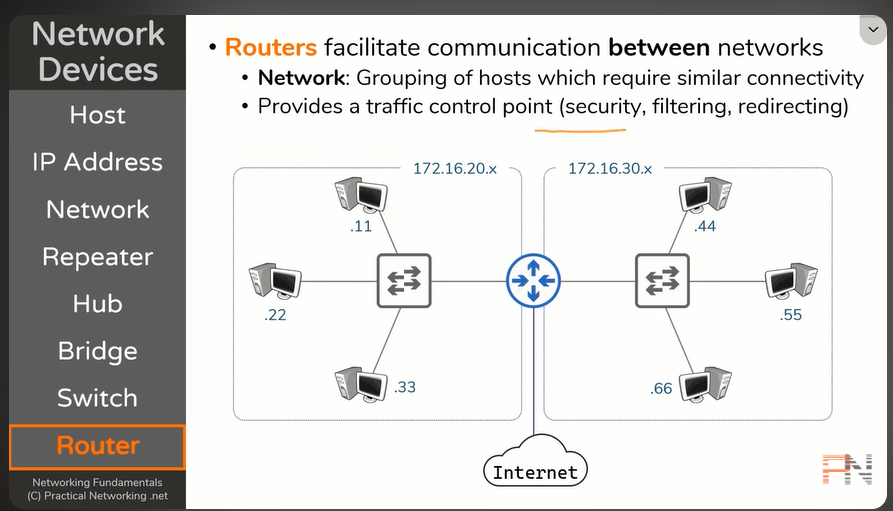 Network
Devices
Host
IP Address
Network
Repeater
Hub
Bridge
Switch
Router
Networking Fundamentals
(C) Practical Networking .net
• Routers facilitate communication between networks
• Network: Grouping of hosts which require similar connectivity
• Provides a traffic control point (security, filtering, redirecting)
172.16.20.x
.11
.22
.33
172.16.30.x
.44
.55
.66
Internet
PN